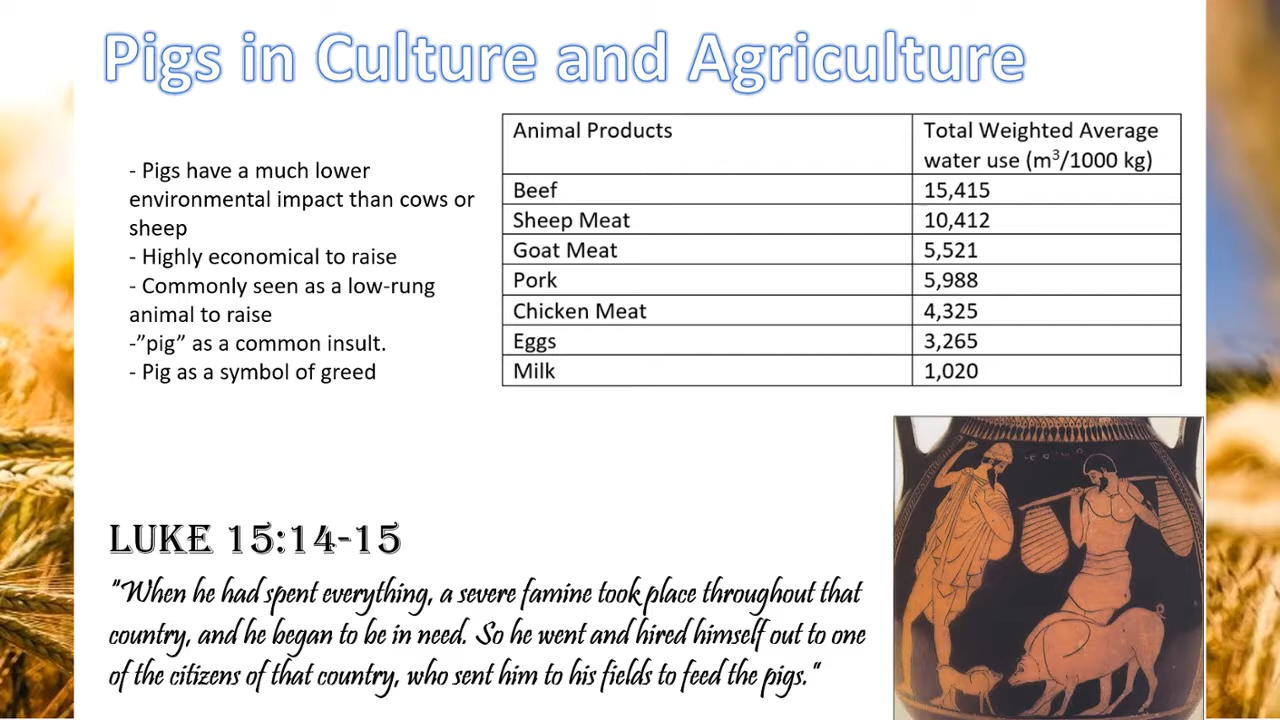 Pigs in Culture and Agriculture
- Pigs have a much lower
environmental impact than cows or
sheep
- Highly economical to raise
- Commonly seen as a low-rung
animal to raise
-”pig” as a common insult.
- Pig as a symbol of greed
Animal Products Total Weighted Average
water use (m³/1000 kg)
Beef 15,415
Sheep Meat 10,412
Goat Meat 5,521
Pork 5,988
Chicken Meat 4,325
Eggs 3,265
Milk 1,020
LUKE 15:14-15
"When he had spent everything, a severe famine took place throughout that
country, and he began to be in need. So he went and hired himself out to one
of the citizens of that country, who sent him to his fields to feed the pigs."